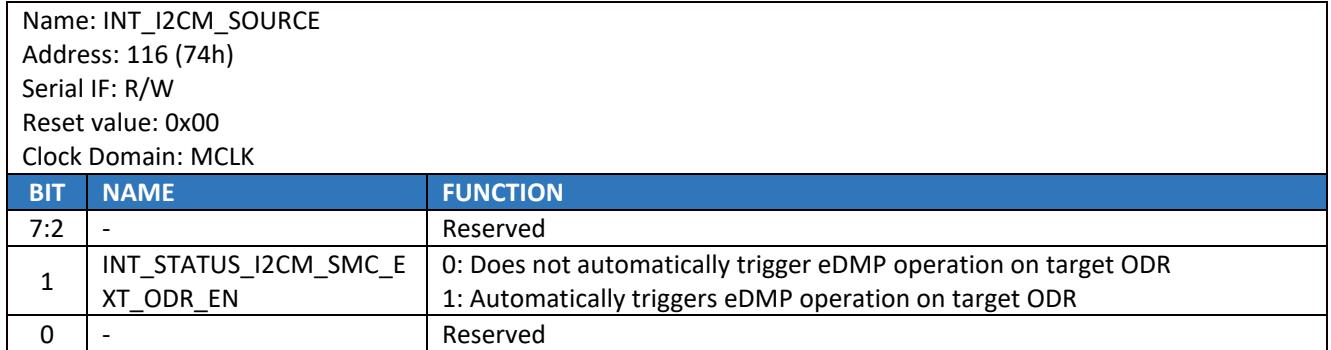 Name: INT_I2CM_SOURCE
Address: 116 (74h)
Serial IF: R/W
Reset value: 0x00
Clock Domain: MCLK
BIT NAME FUNCTION
7:2 - Reserved
1 INT_STATUS_I2CM_SMC_E 0: Does not automatically trigger eDMP operation on target ODR
XT_ODR_EN 1: Automatically triggers eDMP operation on target ODR
0 - Reserved